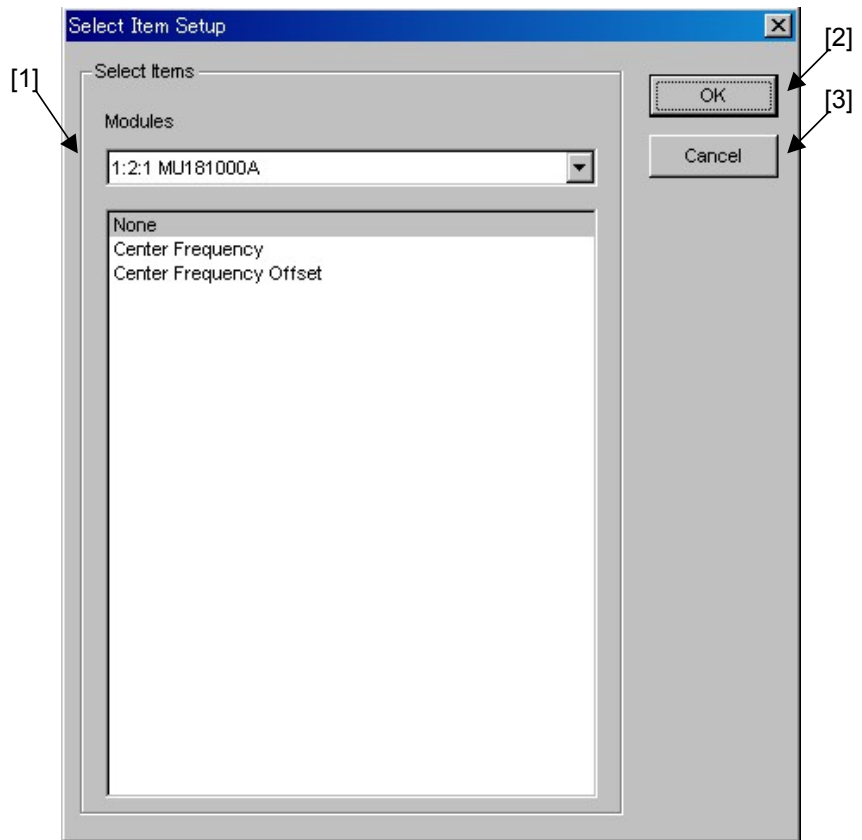 Select Item Setup
[2]
[1]
Select Items
OK
[3]
Modules
Cancel
1:2:1 MU181000A
None
Center Frequency
Center Frequency Offset